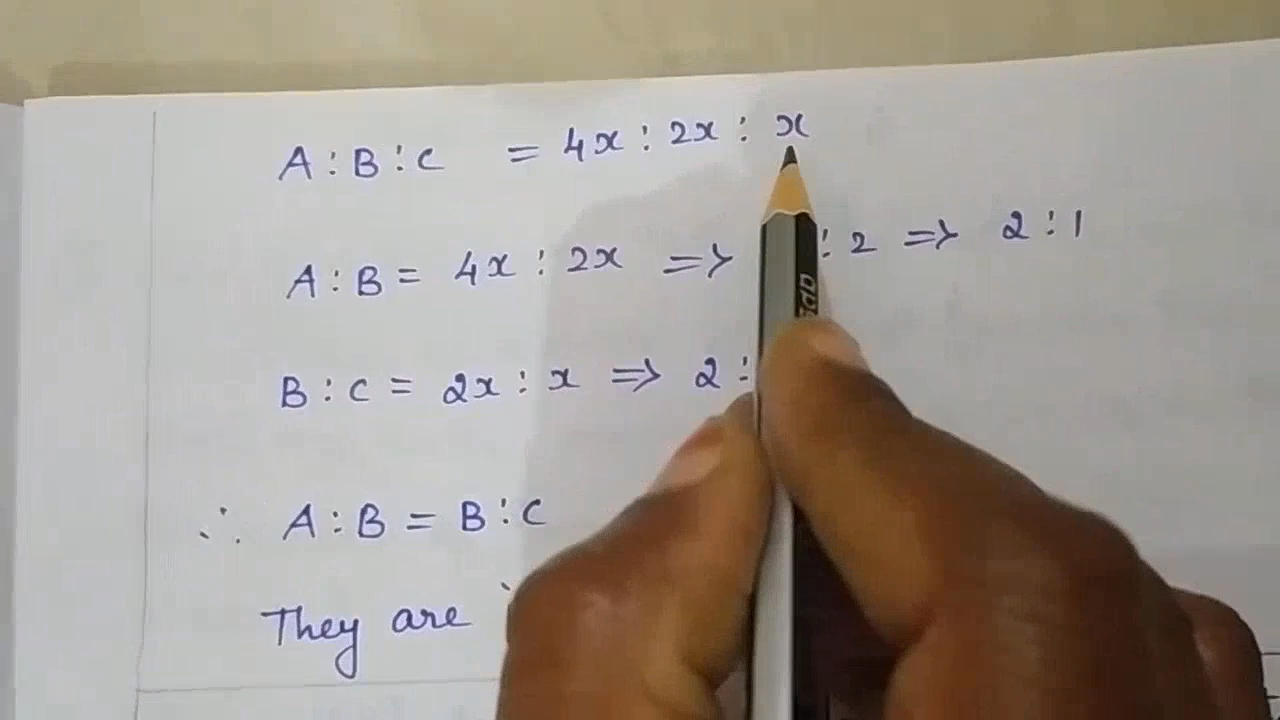 A : B : C = 4x : 2x : x
A : B = 4x : 2x => : 2 => 2 : 1
B : C = 2x : x => 2 :
∴ A : B = B : C
They are